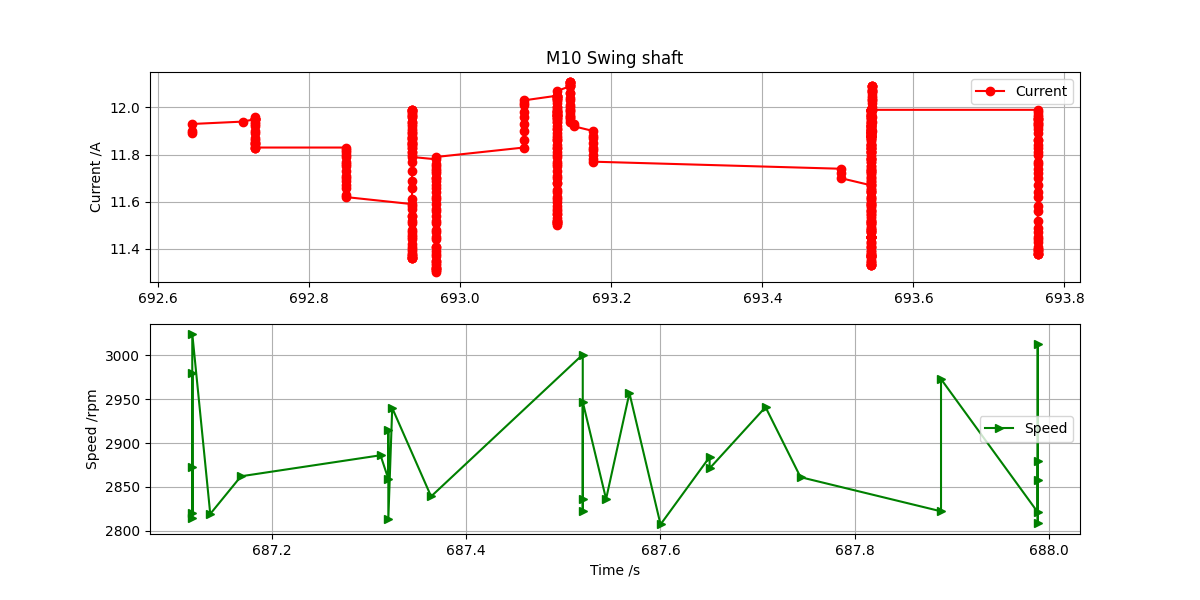 M10 Swing shaft
Current /A
12.0
11.8
11.6
11.4
Current
692.6 692.8 693.0 693.2 693.4 693.6 693.8
Speed /rpm
3000
2950
2900
2850
2800
Speed
687.2 687.4 687.6 687.8 688.0
Time /s